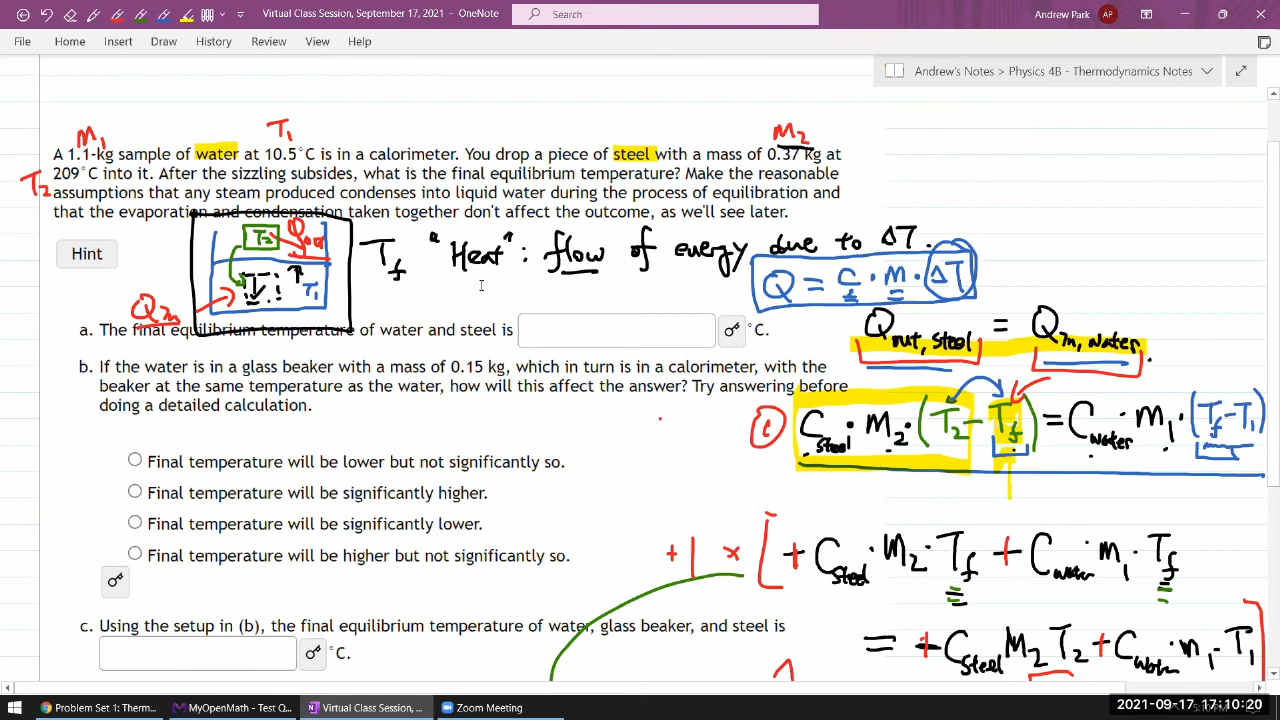 Virtual Class Session, September 17, 2021 - OneNote
Search
Andrew Park
AP
File Home Insert Draw History Review View Help
Andrew's Notes > Physics 4B - Thermodynamics Notes
M1 T1 M2
A 1.1-kg sample of water at 10.5°C is in a calorimeter. You drop a piece of steel with a mass of 0.37 kg at
T2
209°C into it. After the sizzling subsides, what is the final equilibrium temperature? Make the reasonable
assumptions that any steam produced condenses into liquid water during the process of equilibration and
that the evaporation and condensation taken together don't affect the outcome, as we'll see later.
Hint
T2 Qout
T1
Qin
Tf "Heat": flow of energy due to ΔT.
Q = C · m · ΔT
Qout, steel = Qin, water.
a. The final equilibrium temperature of water and steel is °C.
b. If the water is in a glass beaker with a mass of 0.15 kg, which in turn is in a calorimeter, with the
beaker at the same temperature as the water, how will this affect the answer? Try answering before
doing a detailed calculation.
① Csteel · M2 · (T2 - Tf) = Cwater · M1 · (Tf - T1)
Final temperature will be lower but not significantly so.
Final temperature will be significantly higher.
Final temperature will be significantly lower.
Final temperature will be higher but not significantly so.
+1 × [ + Csteel · M2 · Tf + Cwater · m1 · Tf
= + Csteel M2 T2 + Cwater · m1 · T1 ]
c. Using the setup in (b), the final equilibrium temperature of water, glass beaker, and steel is
°C.
Problem Set 1: Therm...
MyOpenMath - Test Q...
Virtual Class Session, ...
Zoom Meeting
2021-09-17 17:10:20